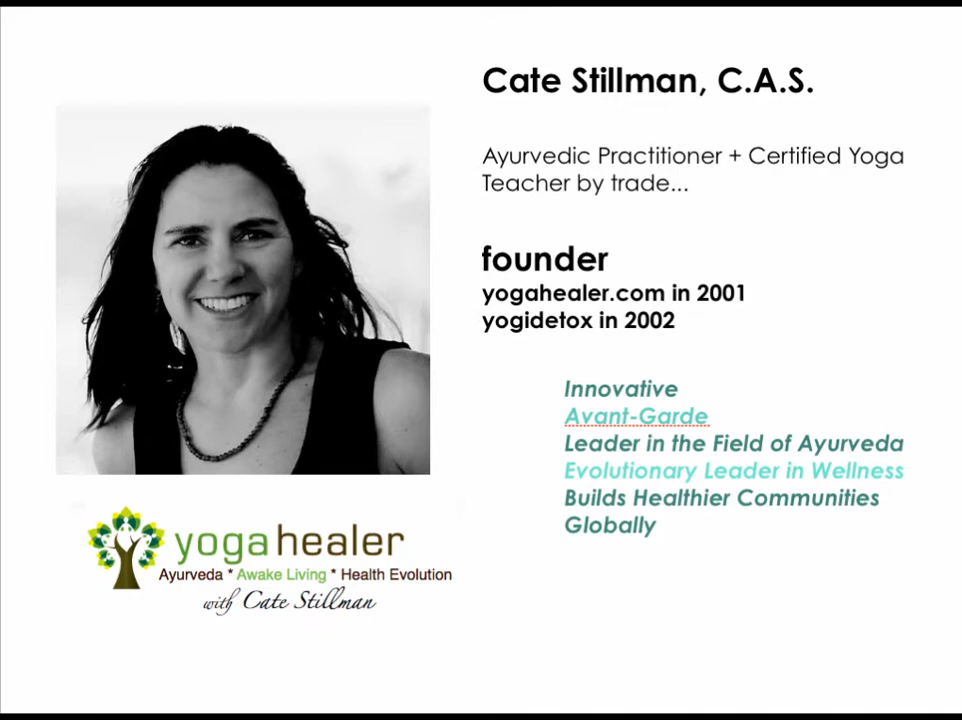 Cate Stillman, C.A.S.
Ayurvedic Practitioner + Certified Yoga
Teacher by trade...
founder
yogahealer.com in 2001
yogidetox in 2002
Innovative
Avant-Garde
Leader in the Field of Ayurveda
Evolutionary Leader in Wellness
Builds Healthier Communities
Globally
yogahealer
Ayurveda * Awake Living * Health Evolution
with Cate Stillman